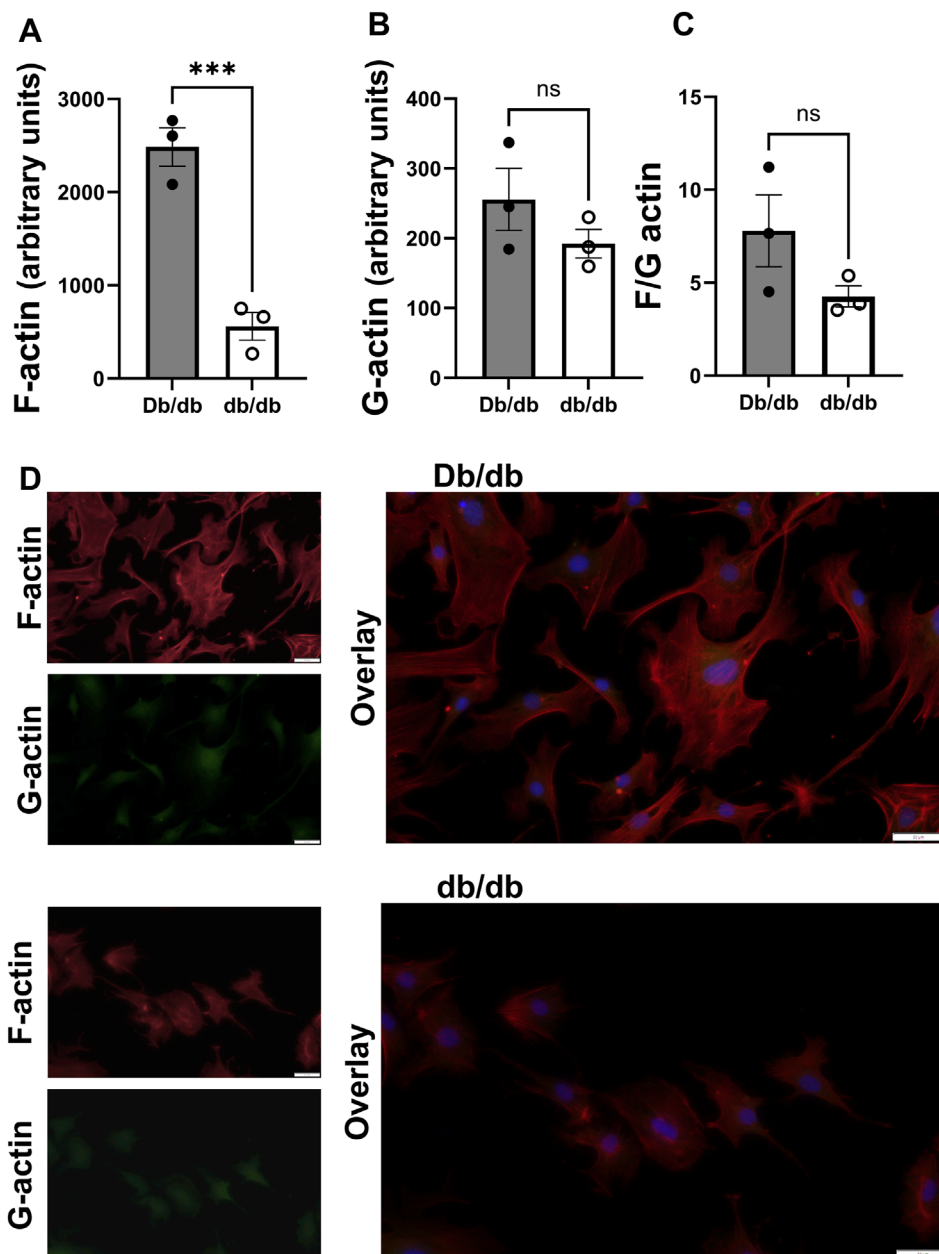 A
F-actin (arbitrary units)
***
3000
2000
1000
0
Db/db
db/db
B
G-actin (arbitrary units)
ns
400
300
200
100
0
Db/db
db/db
C
F/G actin
ns
15
10
5
0
Db/db
db/db
D
Db/db
F-actin
G-actin
Overlay
db/db
F-actin
G-actin
Overlay